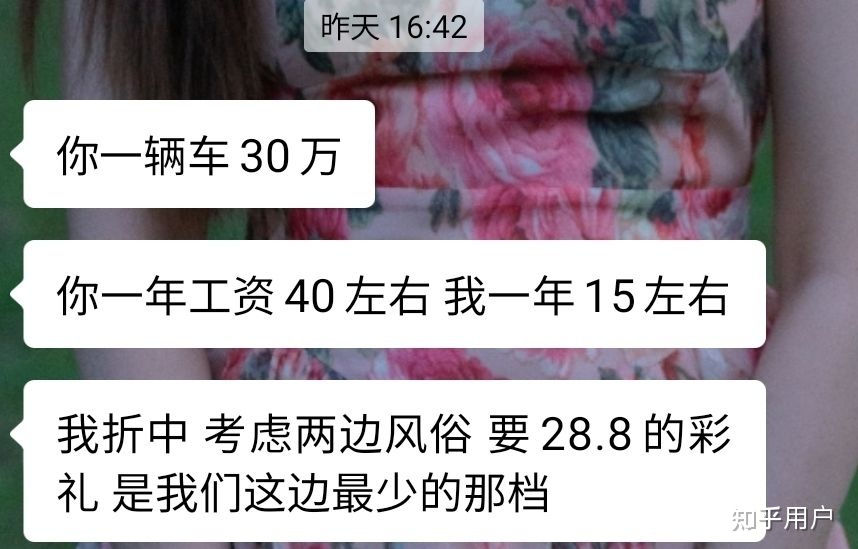 昨天 16:42
你一辆车 30 万
你一年工资 40 左右 我一年 15 左右
我折中 考虑两边风俗 要 28.8 的彩
礼 是我们这边最少的那档
知乎用户